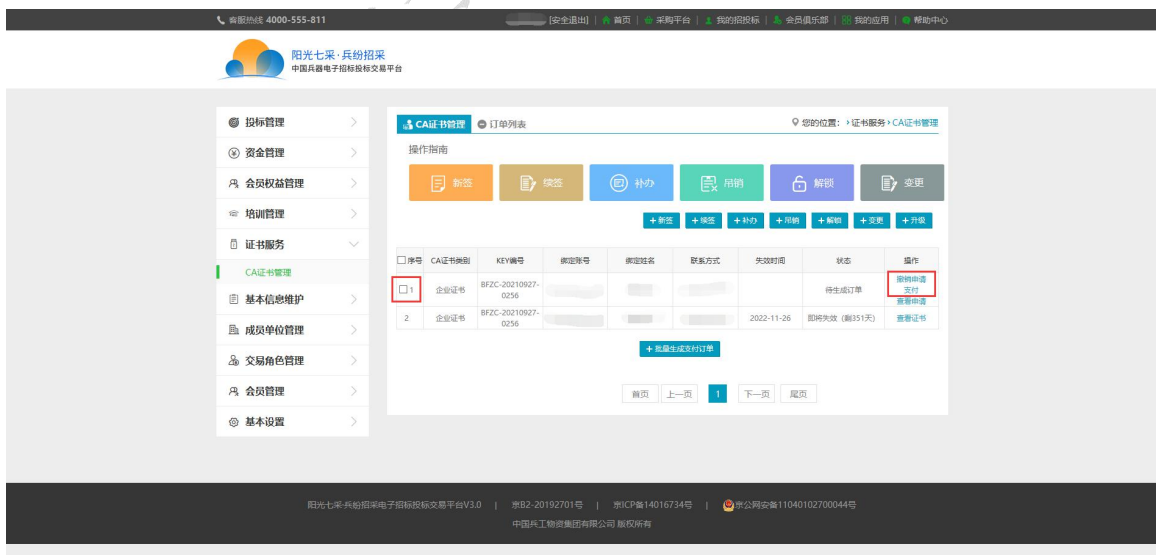 客服热线 4000-555-811
[安全退出] | 首页 | 采购平台 | 我的招投标 | 会员俱乐部 | 我的应用 | 帮助中心
阳光七采·兵纷招采
中国兵器电子招标投标交易平台
投标管理
资金管理
会员权益管理
培训管理
证书服务
CA证书管理
基本信息维护
成员单位管理
交易角色管理
会员管理
基本设置
CA证书管理 订单列表 您的位置：›证书服务›CA证书管理
操作指南
新签 续签 补办 吊销 解锁 变更
+新签 +续签 +补办 +吊销 +解锁 +变更 +升级
序号 CA证书类别 KEY编号 绑定账号 绑定姓名 联系方式 失效时间 状态 操作
1 企业证书 BFZC-20210927-0256 待生成订单 撤销申请 支付 查看申请
2 企业证书 BFZC-20210927-0256 2022-11-26 即将失效 (剩351天) 查看证书
+批量生成支付订单
首页 上一页 1 下一页 尾页
阳光七采·兵纷招采电子招标投标交易平台V3.0 | 京B2-20192701号 | 京ICP备14016734号 | 京公网安备11040102700044号
中国兵工物资集团有限公司 版权所有